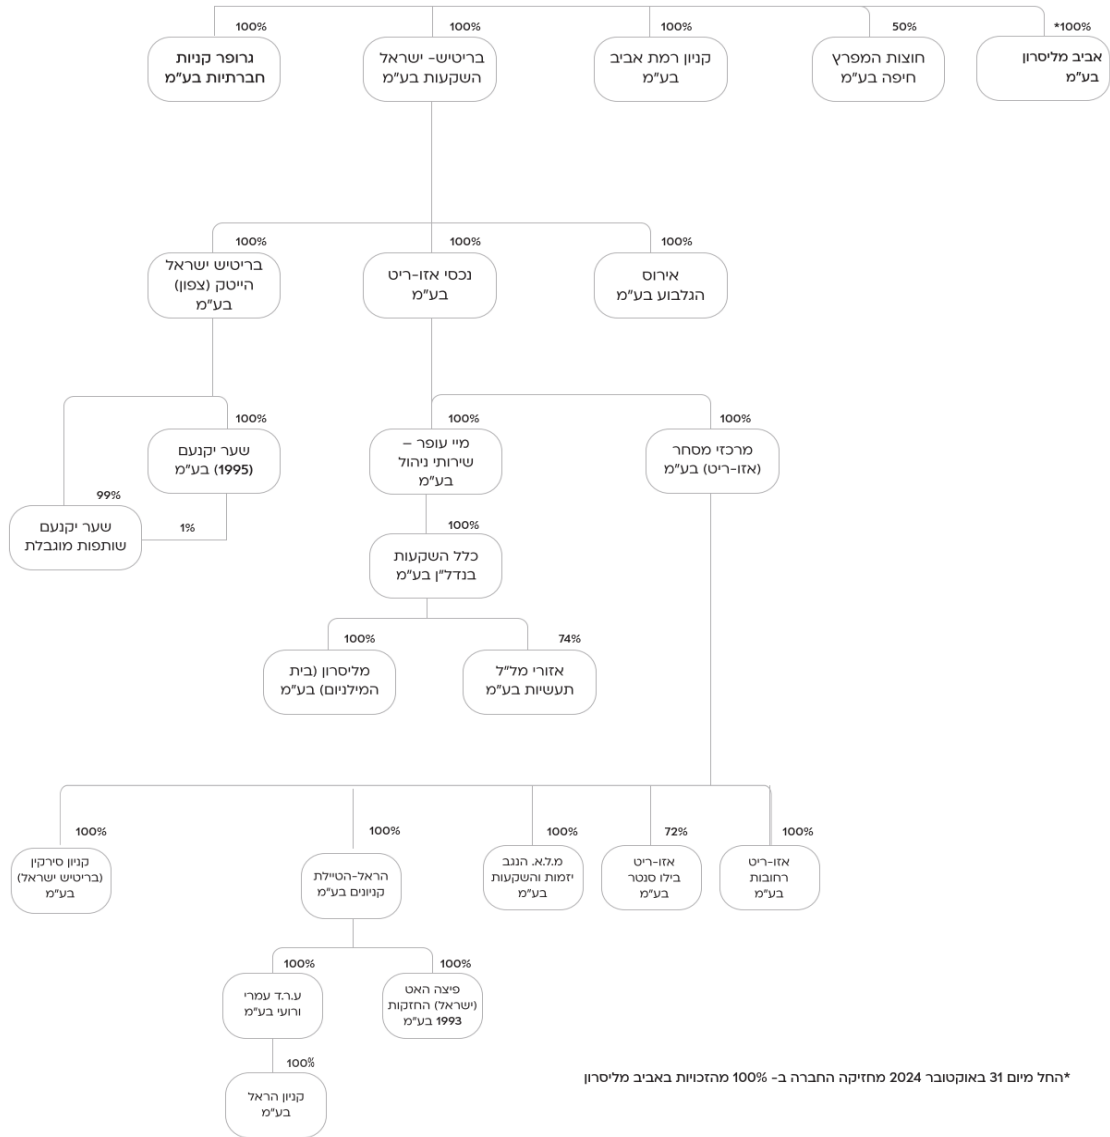 *100%
אביב מליסרון
בע"מ
50%
חוצות המפרץ
חיפה בע"מ
100%
קניון רמת אביב
בע"מ
100%
בריטיש- ישראל
השקעות בע"מ
100%
גרופר קניות
חברתיות בע"מ
100%
אירוס
הגלבוע בע"מ
100%
נכסי אזו-ריט
בע"מ
100%
בריטיש ישראל
הייטק (צפון)
בע"מ
100%
מרכזי מסחר
(אזו-ריט) בע"מ
100%
מיי עופר –
שירותי ניהול
בע"מ
100%
שער יקנעם
(1995) בע"מ
99%
שער יקנעם
שותפות מוגבלת
1%
100%
כלל השקעות
בנדל"ן בע"מ
74%
אזורי מל"ל
תעשיות בע"מ
100%
מליסרון (בית
המילניום) בע"מ
100%
אזו-ריט
רחובות
בע"מ
72%
אזו-ריט
בילו סנטר
בע"מ
100%
מ.ל.א. הנגב
יזמות והשקעות
בע"מ
100%
הראל-הטיילת
קניונים בע"מ
100%
קניון סירקין
(בריטיש ישראל)
בע"מ
100%
פיצה האט
(ישראל) החזקות
1993 בע"מ
100%
ע.ר.ד עמרי
ורועי בע"מ
100%
קניון הראל
בע"מ
*החל מיום 31 באוקטובר 2024 מחזיקה החברה ב- 100% מהזכויות באביב מליסרון